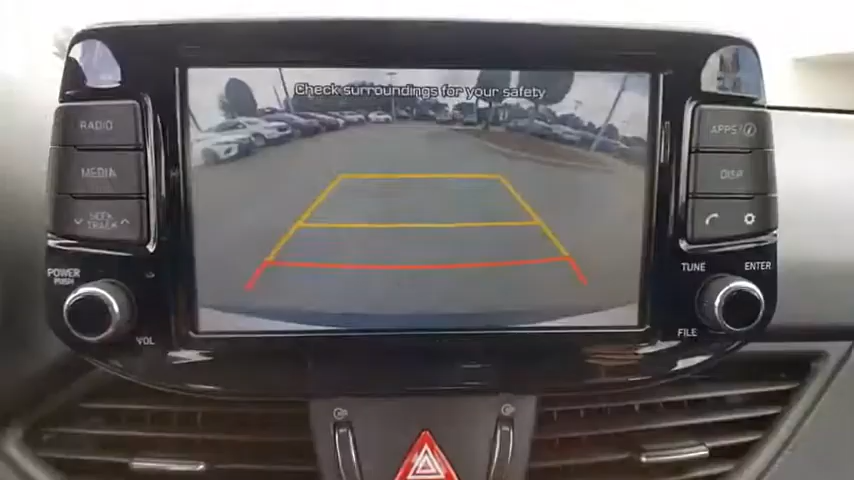 Check surroundings for your safety
RADIO
MEDIA
SEEK
TRACK
POWER
PUSH
VOL
APPS
DISP
TUNE
ENTER
FILE